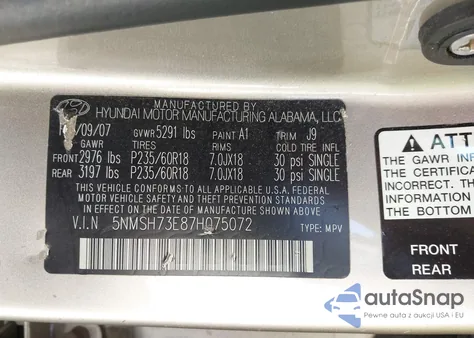 MANUFACTURED BY
HYUNDAI MOTOR MANUFACTURING ALABAMA, LLC
/09/07 GVWR 5291 lbs PAINT A1 TRIM J9
GAWR TIRES RIMS COLD TIRE INFL
FRONT 2976 lbs P235/60R18 7.0JX18 30 psi SINGLE
REAR 3197 lbs P235/60R18 7.0JX18 30 psi SINGLE
THIS VEHICLE CONFORMS TO ALL APPLICABLE U.S.A. FEDERAL
MOTOR VEHICLE SAFETY, BUMPER, AND THEFT PREVENTION STANDARDS
IN EFFECT ON THE DATE OF MANUFACTURE SHOWN ABOVE.
V.I.N 5NMSH73E87H075072 TYPE: MPV
ATT
THE GAWR IN
THE CERTIFICA
INCORRECT. T
THE BOTTOM
FRONT
REAR
autoSnap
Pewne auta z aukcji USA i EU